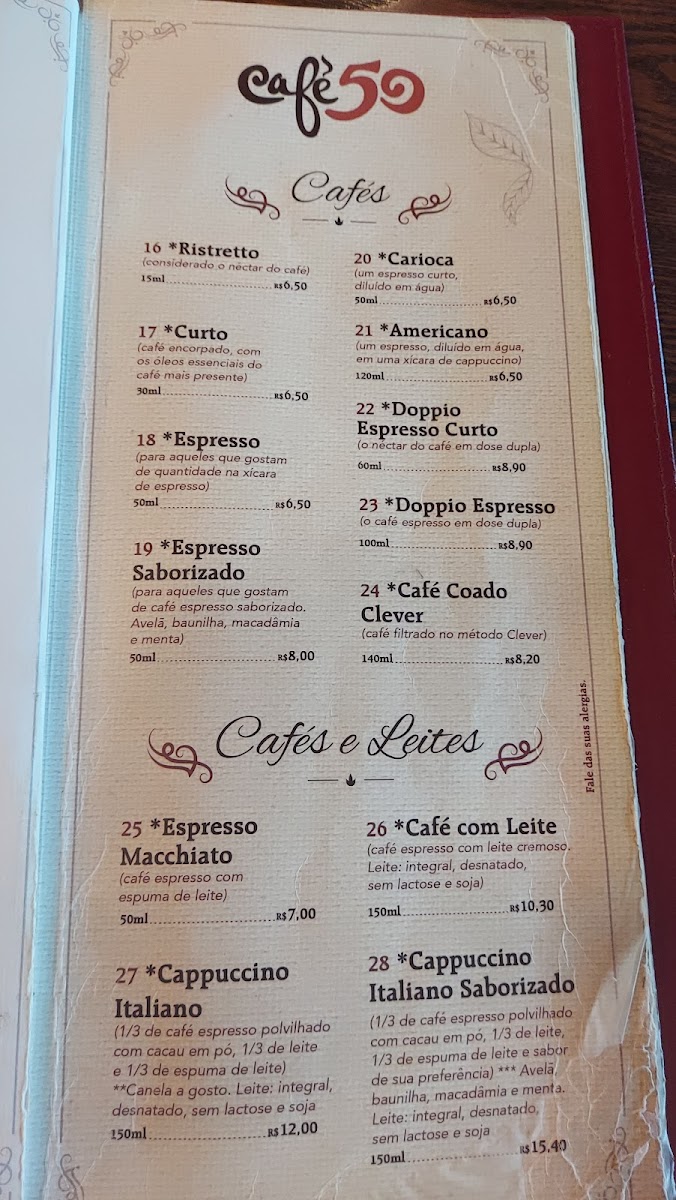 Cafè50
Cafés
16 *Ristretto
(considerado o néctar do café)
15ml R$6,50
17 *Curto
(café encorpado, com
os óleos essenciais do
café mais presente)
30ml R$6,50
18 *Espresso
(para aqueles que gostam
de quantidade na xícara
de espresso)
50ml R$6,50
19 *Espresso
Saborizado
(para aqueles que gostam
de café espresso saborizado.
Avelã, baunilha, macadâmia
e menta)
50ml R$8,00
20 *Carioca
(um espresso curto,
diluído em água)
50ml R$6,50
21 *Americano
(um espresso, diluído em água,
em uma xícara de cappuccino)
120ml R$6,50
22 *Doppio
Espresso Curto
(o néctar do café em dose dupla)
60ml R$8,90
23 *Doppio Espresso
(o café espresso em dose dupla)
100ml R$8,90
24 *Café Coado
Clever
(café filtrado no método Clever)
140ml R$8,20
Fale das suas alergias.
Cafés e Leites
25 *Espresso
Macchiato
(café espresso com
espuma de leite)
50ml R$7,00
27 *Cappuccino
Italiano
(1/3 de café espresso polvilhado
com cacau em pó, 1/3 de leite
e 1/3 de espuma de leite)
**Canela a gosto. Leite: integral,
desnatado, sem lactose e soja
150ml R$12,00
26 *Café com Leite
(café espresso com leite cremoso.
Leite: integral, desnatado,
sem lactose e soja)
150ml R$10,30
28 *Cappuccino
Italiano Saborizado
(1/3 de café espresso polvilhado
com cacau em pó, 1/3 de leite,
1/3 de espuma de leite e sabor
de sua preferência) *** Avelã,
baunilha, macadâmia e menta.
Leite: integral, desnatado,
sem lactose e soja
150ml R$15,40